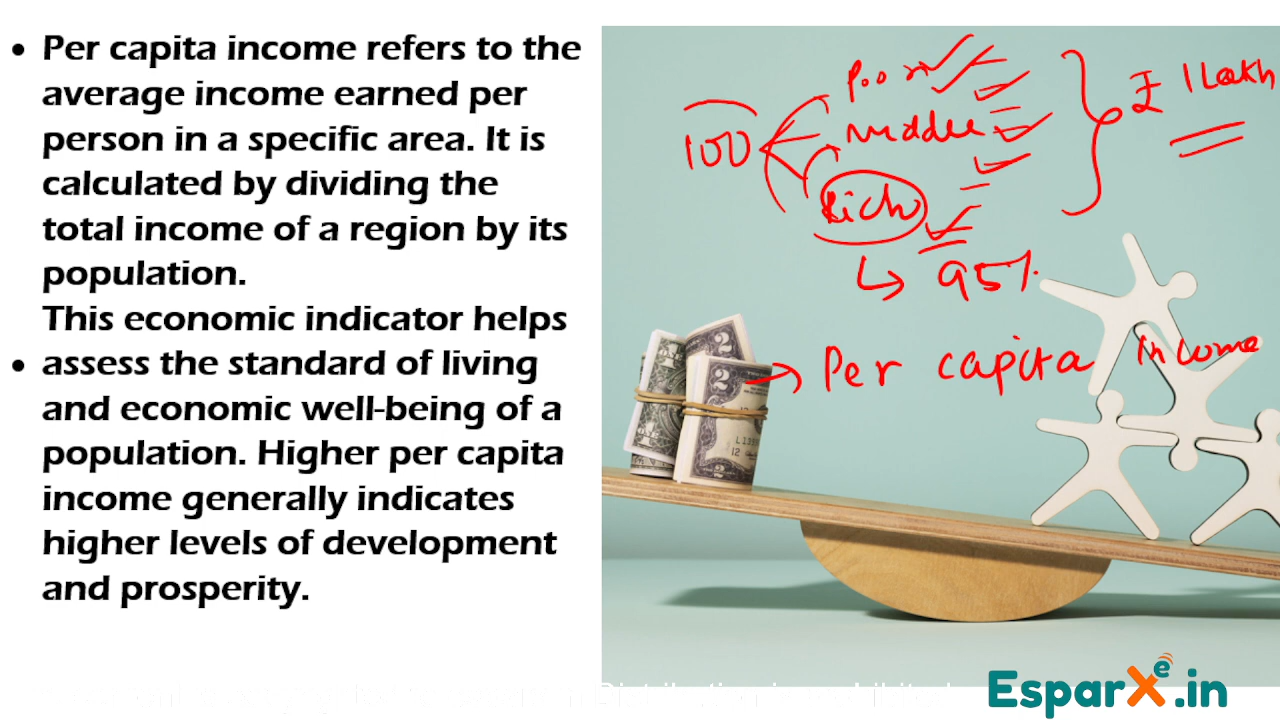 • Per capita income refers to the
average income earned per
person in a specific area. It is
calculated by dividing the
total income of a region by its
population.
This economic indicator helps
• assess the standard of living
and economic well-being of a
population. Higher per capita
income generally indicates
higher levels of development
and prosperity.
Poor
100
middle
Rich
₹ 1 Lakh
↳ 95%
→ Per capita income
EsparXe.in